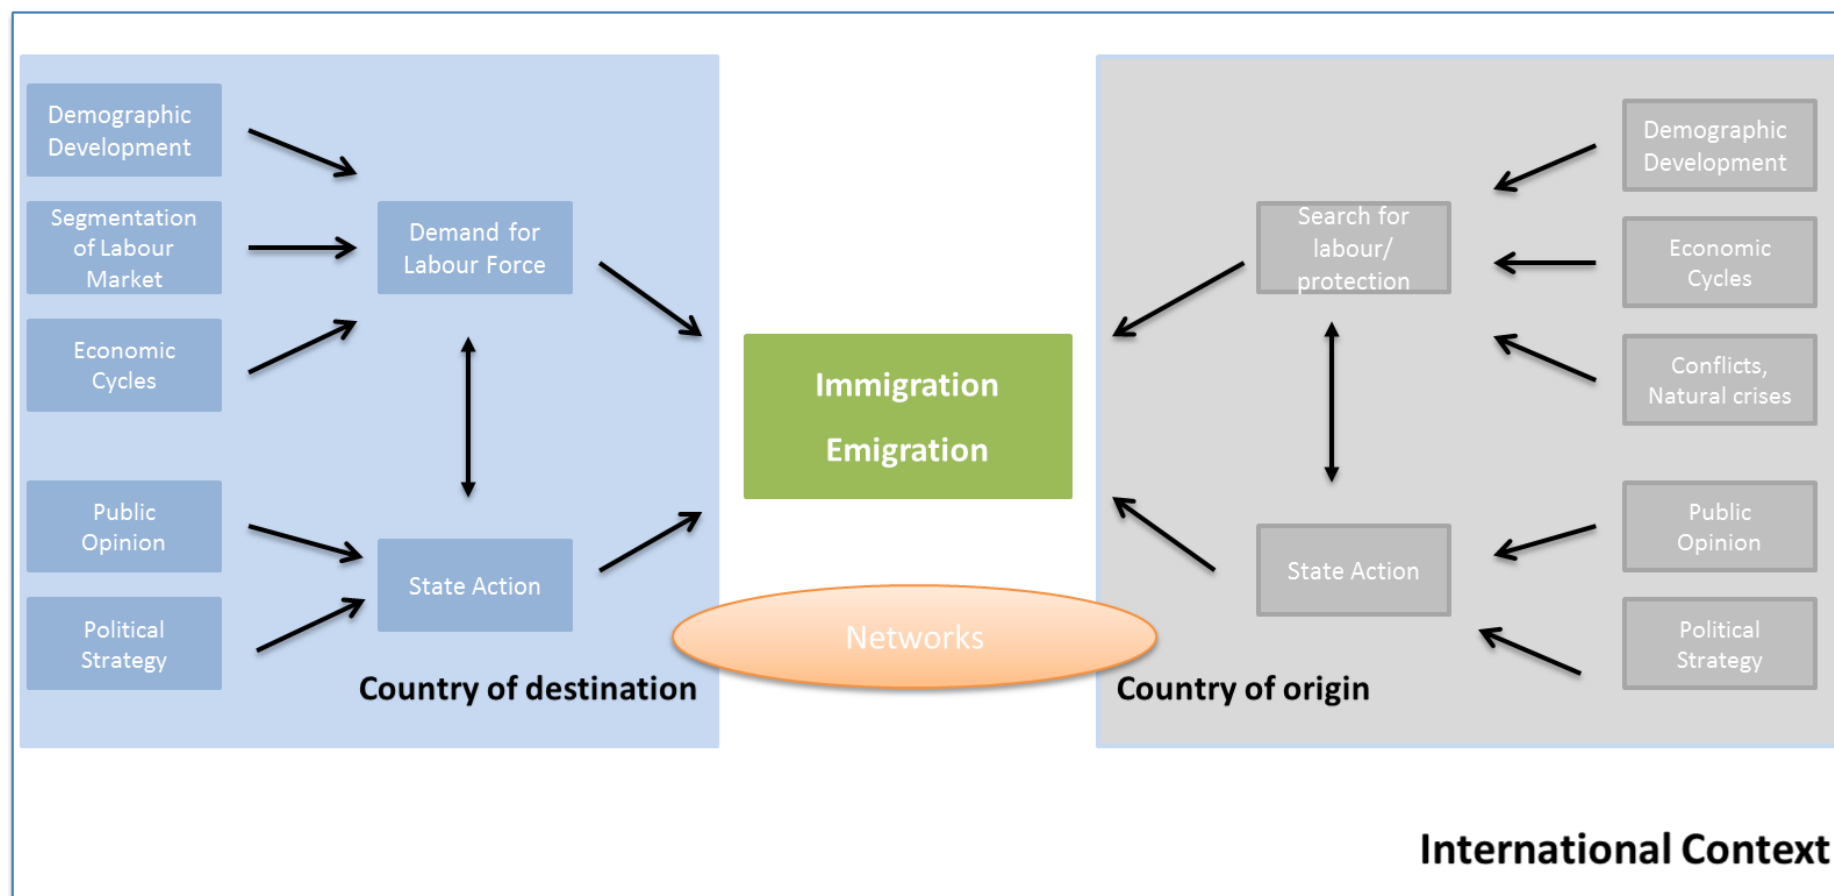 Demographic
Development
Segmentation
of Labour
Market
Economic
Cycles
Public
Opinion
Political
Strategy
Demand for
Labour Force
State Action
Country of destination
Immigration
Emigration
Networks
Search for
labour/
protection
State Action
Country of origin
Demographic
Development
Economic
Cycles
Conflicts,
Natural crises
Public
Opinion
Political
Strategy
International Context